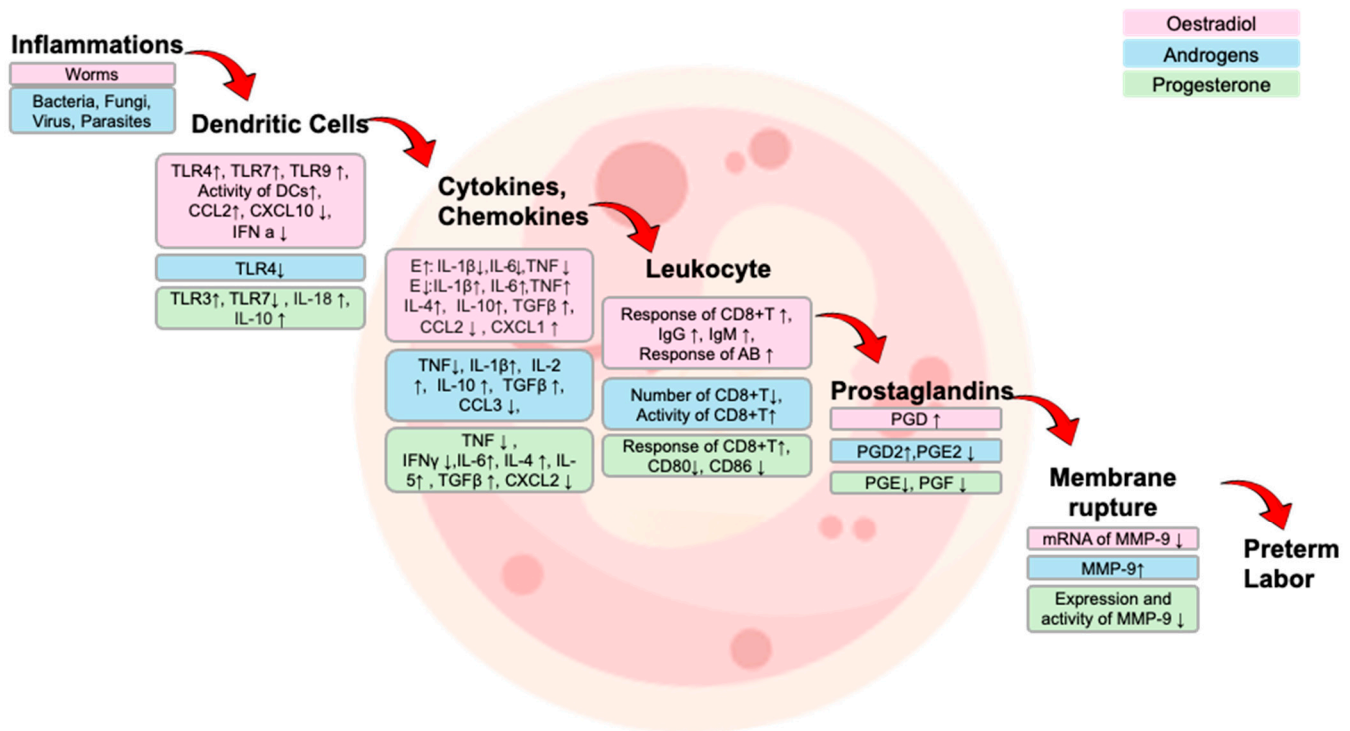 Inflammations
Worms
Bacteria, Fungi,
Virus, Parasites
Oestradiol
Androgens
Progesterone
Dendritic Cells
TLR4↑, TLR7↑, TLR9 ↑,
Activity of DCs↑,
CCL2↑, CXCL10 ↓,
IFN a ↓
TLR4↓
TLR3↑, TLR7↓ , IL-18 ↑,
IL-10 ↑
Cytokines,
Chemokines
E↑: IL-1β↓,IL-6↓,TNF ↓
E↓:IL-1β↑, IL-6↑,TNF↑
IL-4↑, IL-10↑, TGFβ ↑,
CCL2 ↓ , CXCL1 ↑
TNF↓, IL-1β↑, IL-2
↑, IL-10 ↑, TGFβ ↑,
CCL3 ↓,
TNF ↓ ,
IFNγ ↓,IL-6↑, IL-4 ↑, IL-
5↑ , TGFβ ↑, CXCL2 ↓
Leukocyte
Response of CD8+T ↑,
IgG ↑, IgM ↑,
Response of AB ↑
Number of CD8+T↓,
Activity of CD8+T↑
Response of CD8+T↑,
CD80↓, CD86 ↓
Prostaglandins
PGD ↑
PGD2↑,PGE2 ↓
PGE↓, PGF ↓
Membrane
rupture
mRNA of MMP-9 ↓
MMP-9↑
Expression and
activity of MMP-9 ↓
Preterm
Labor